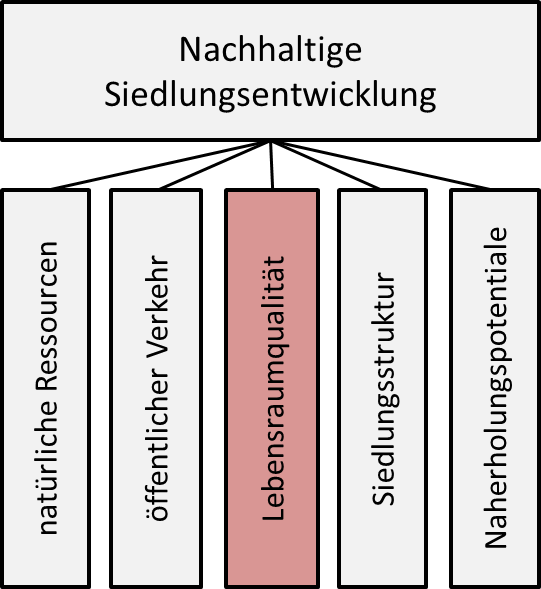 Nachhaltige
Siedlungsentwicklung
natürliche Ressourcen
öffentlicher Verkehr
Lebensraumqualität
Siedlungsstruktur
Naherholungspotentiale